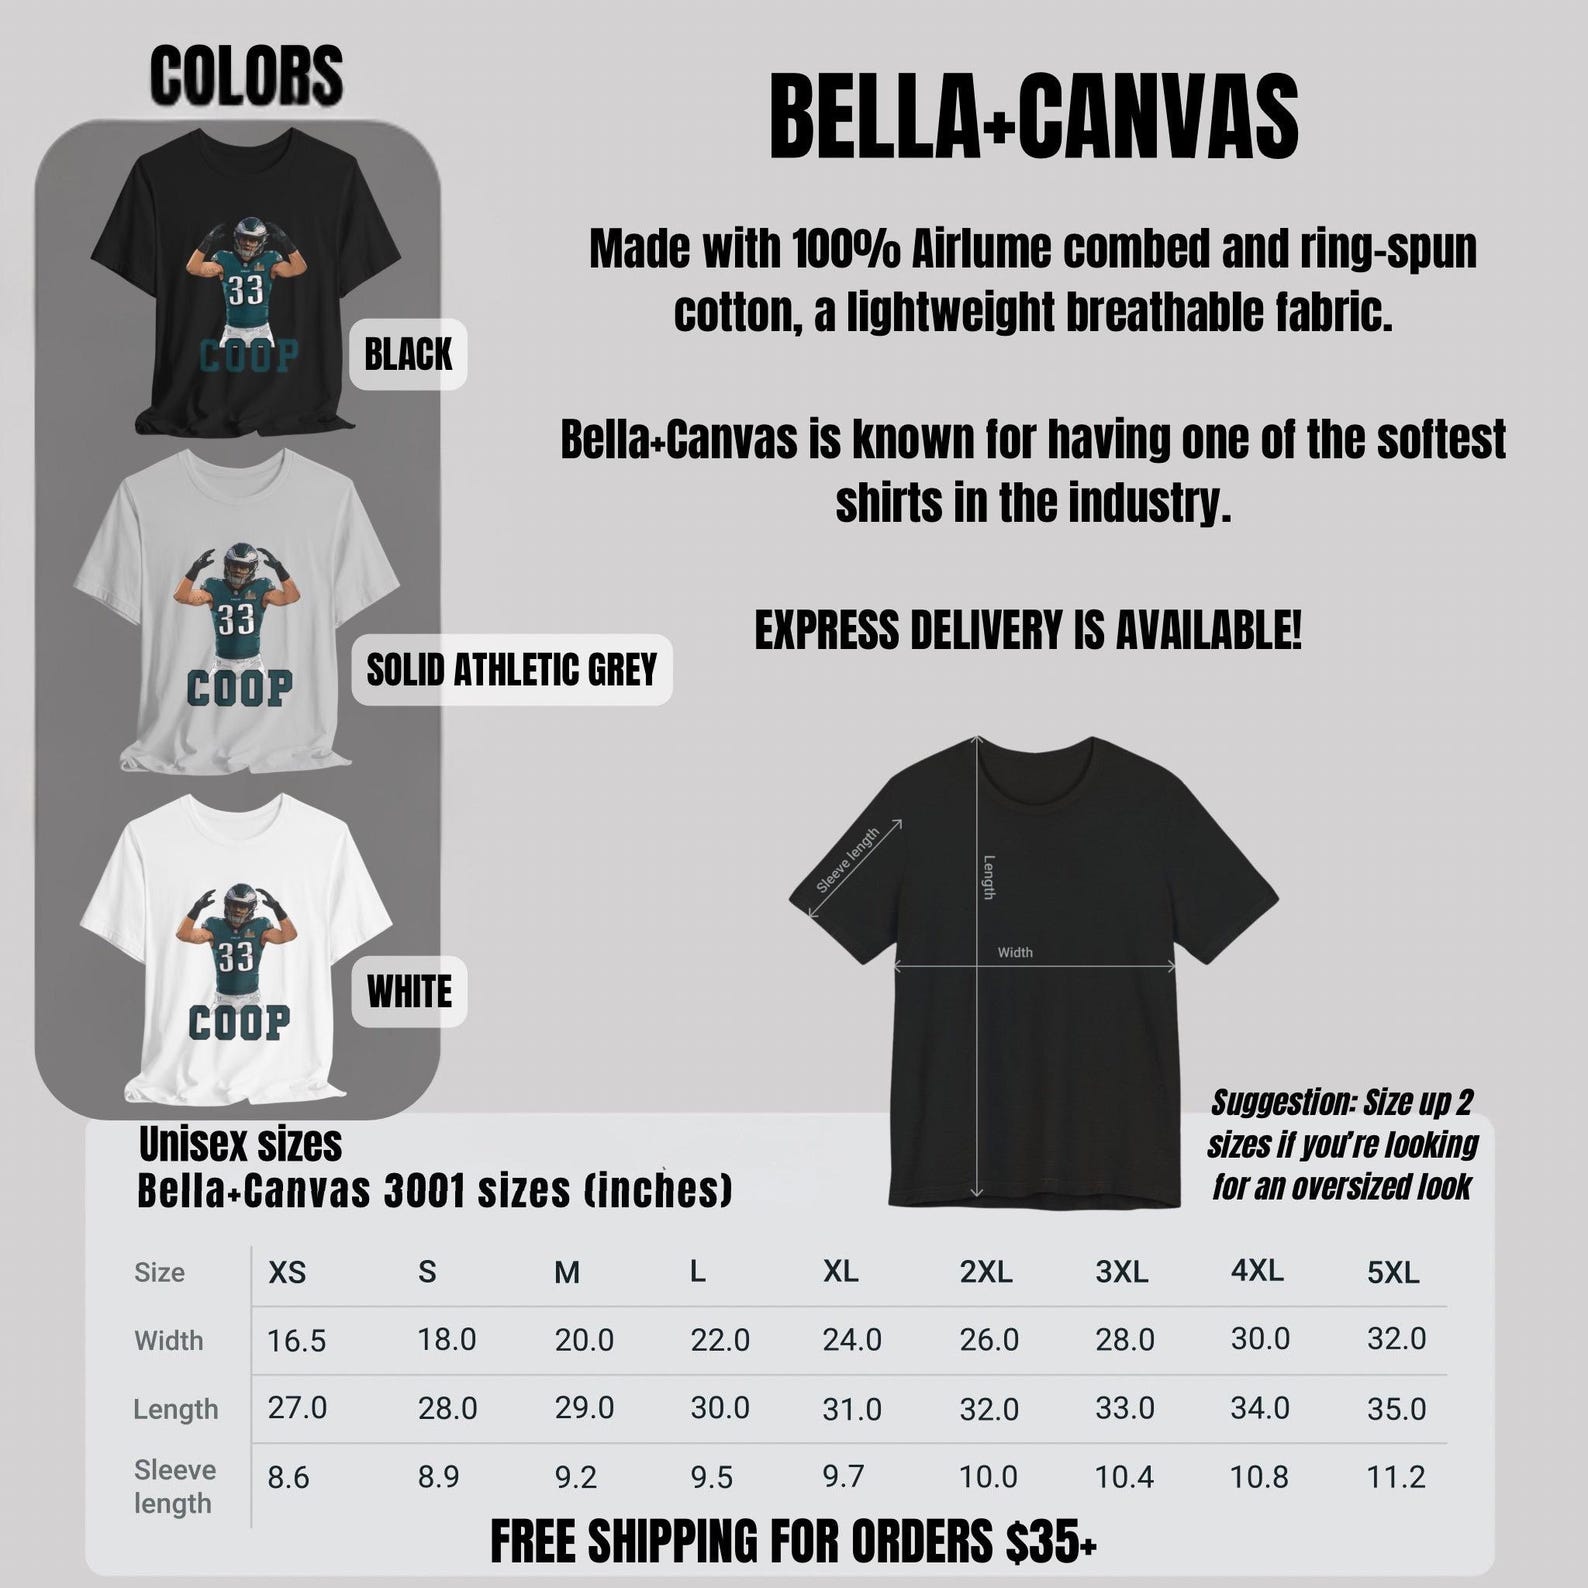 COLORS
BELLA+CANVAS
Made with 100% Airlume combed and ring-spun
cotton, a lightweight breathable fabric.
Bella+Canvas is known for having one of the softest
shirts in the industry.
EXPRESS DELIVERY IS AVAILABLE!
33
COOP
BLACK
33
COOP
SOLID ATHLETIC GREY
33
COOP
WHITE
Sleeve length
Length
Width
Suggestion: Size up 2
sizes if you're looking
for an oversized look
Unisex sizes
Bella+Canvas 3001 sizes (inches)
Size XS S M L XL 2XL 3XL 4XL 5XL
Width 16.5 18.0 20.0 22.0 24.0 26.0 28.0 30.0 32.0
Length 27.0 28.0 29.0 30.0 31.0 32.0 33.0 34.0 35.0
Sleeve
length 8.6 8.9 9.2 9.5 9.7 10.0 10.4 10.8 11.2
FREE SHIPPING FOR ORDERS $35+